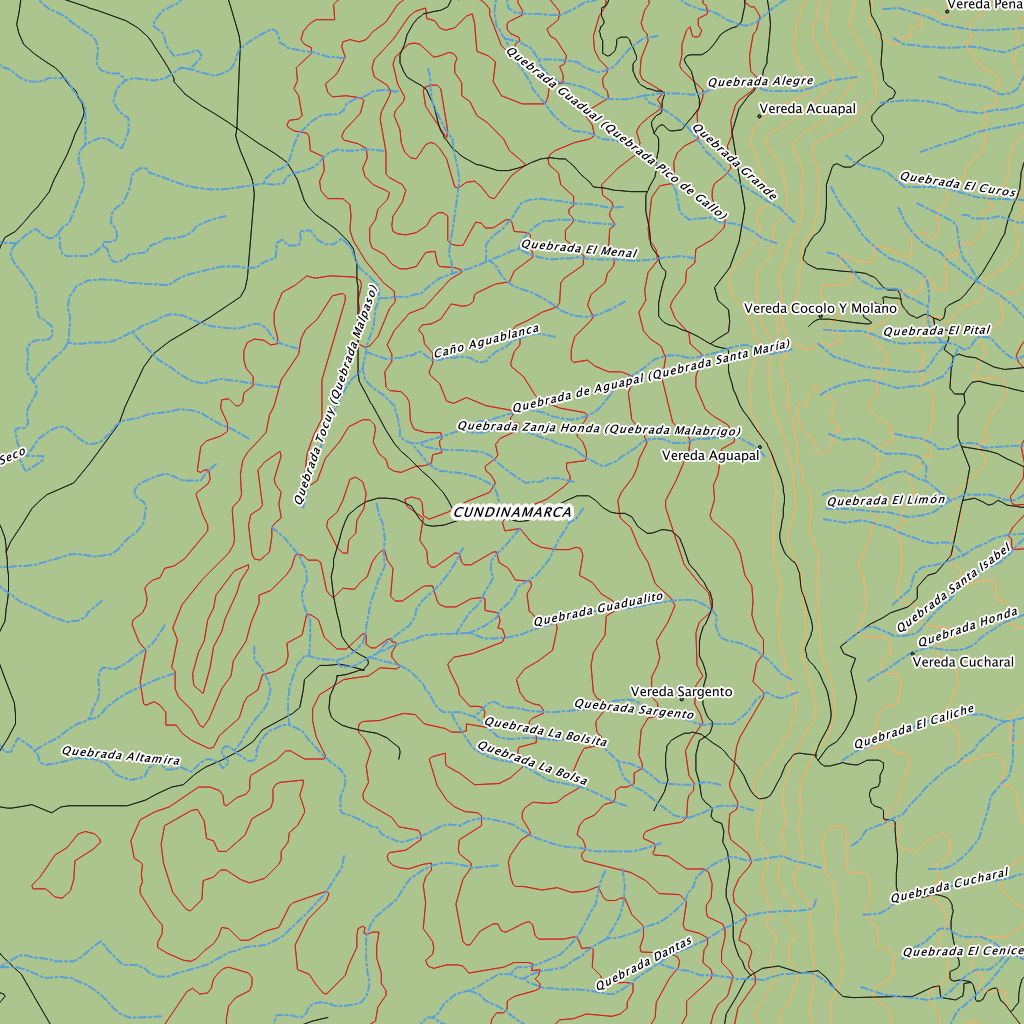 Vereda Pena
Quebrada Guadual (Quebrada Pico de Gallo)
Quebrada Alegre
Vereda Acuapal
Quebrada Grande
Quebrada El Curos
Quebrada El Menal
Quebrada Tocuy (Quebrada Malpaso)
Vereda Cocolo Y Molano
Quebrada El Pital
Caño Aguablanca
Quebrada de Aguapal (Quebrada Santa María)
Quebrada Zanja Honda (Quebrada Malabrigo)
Vereda Aguapal
Seco
Quebrada El Limón
CUNDINAMARCA
Quebrada Santa Isabel
Quebrada Guadualito
Quebrada Honda
Vereda Cucharal
Vereda Sargento
Quebrada Sargento
Quebrada La Bolsita
Quebrada El Caliche
Quebrada Altamira
Quebrada La Bolsa
Quebrada Cucharal
Quebrada Dantas
Quebrada El Cenice